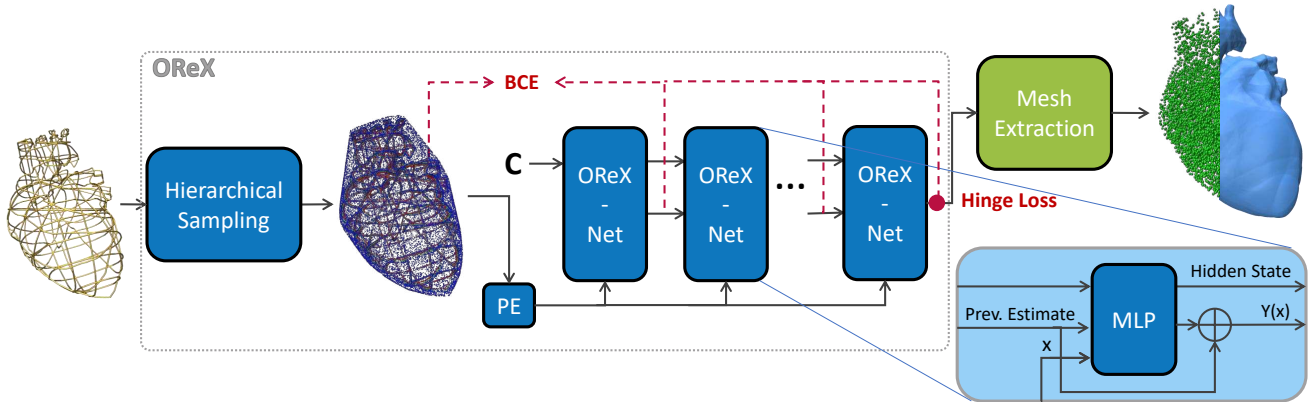 OReX
BCE
Hierarchical
Sampling
C
OReX
-
Net
OReX
-
Net
...
OReX
-
Net
PE
Hinge Loss
Mesh
Extraction
Hidden State
Prev. Estimate
MLP
Y(x)
x